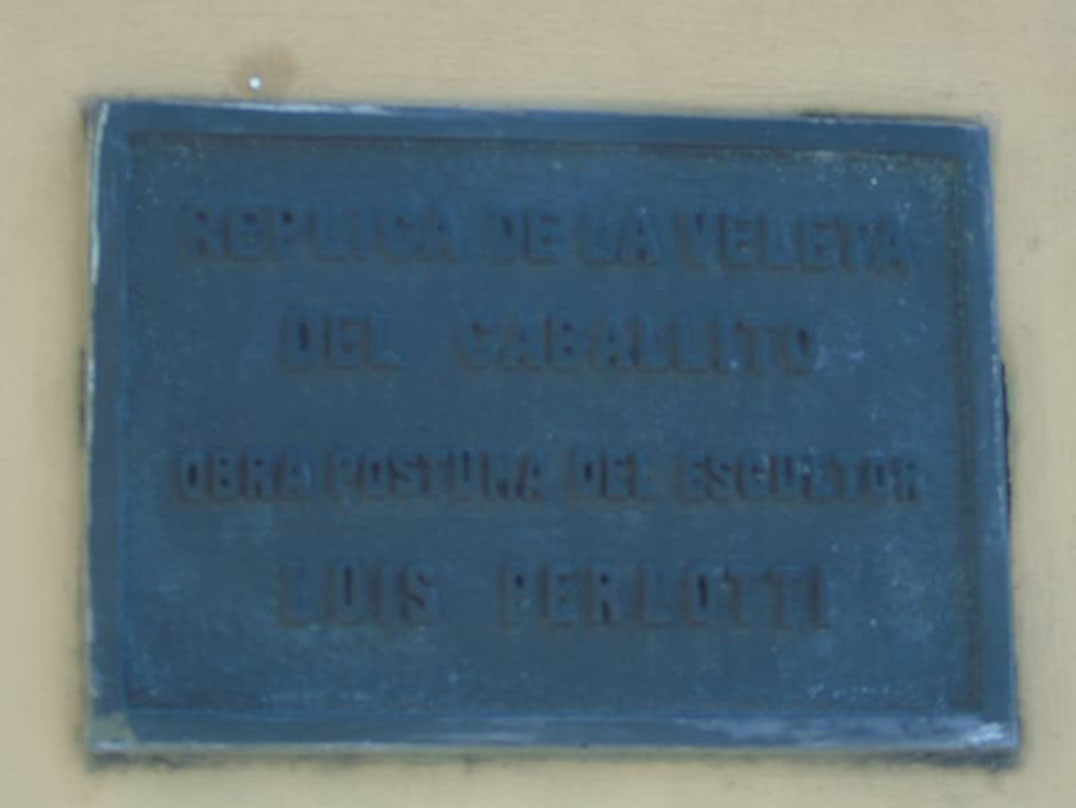 REPLICA DE LA VELETA
DEL CABALLITO
OBRA POSTUMA DEL ESCULTOR
LUIS PERLOTTI